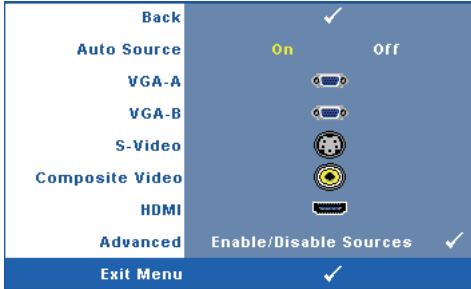 Back
Auto Source On Off
VGA-A
VGA-B
S-Video
Composite Video
HDMI
Advanced Enable/Disable Sources
Exit Menu